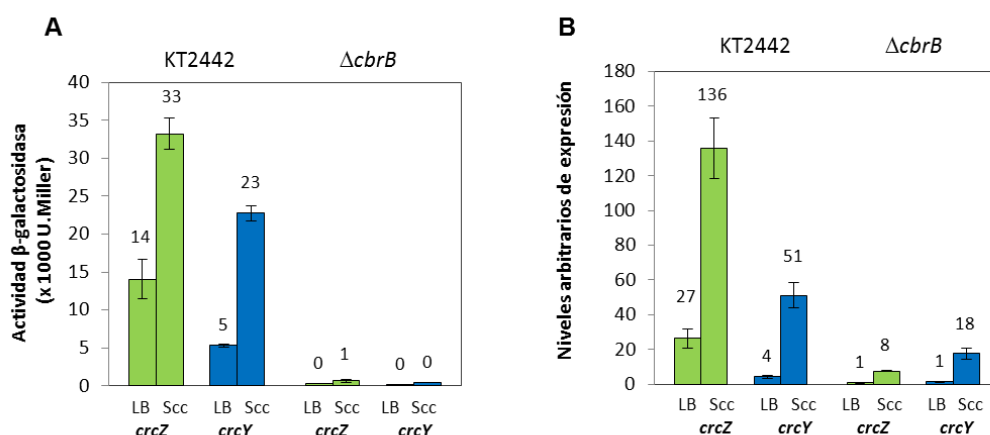 A
KT2442 ΔcbrB
Actividad β-galactosidasa
(x 1000 U.Miller)
40
35
30
25
20
15
10
5
0
14 33 5 23 0 1 0 0
LB Scc LB Scc LB Scc LB Scc
crcZ crcY crcZ crcY
B
KT2442 ΔcbrB
Niveles arbitrarios de expresión
180
160
140
120
100
80
60
40
20
0
27 136 4 51 1 8 1 18
LB Scc LB Scc LB Scc LB Scc
crcZ crcY crcZ crcY